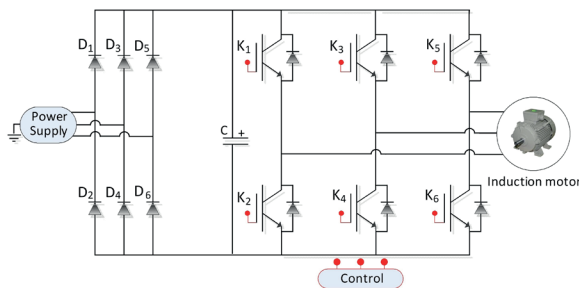 D1 D3 D5
K1 K3 K5
Power
Supply
C +
Induction motor
D2 D4 D6
K2 K4 K6
Control